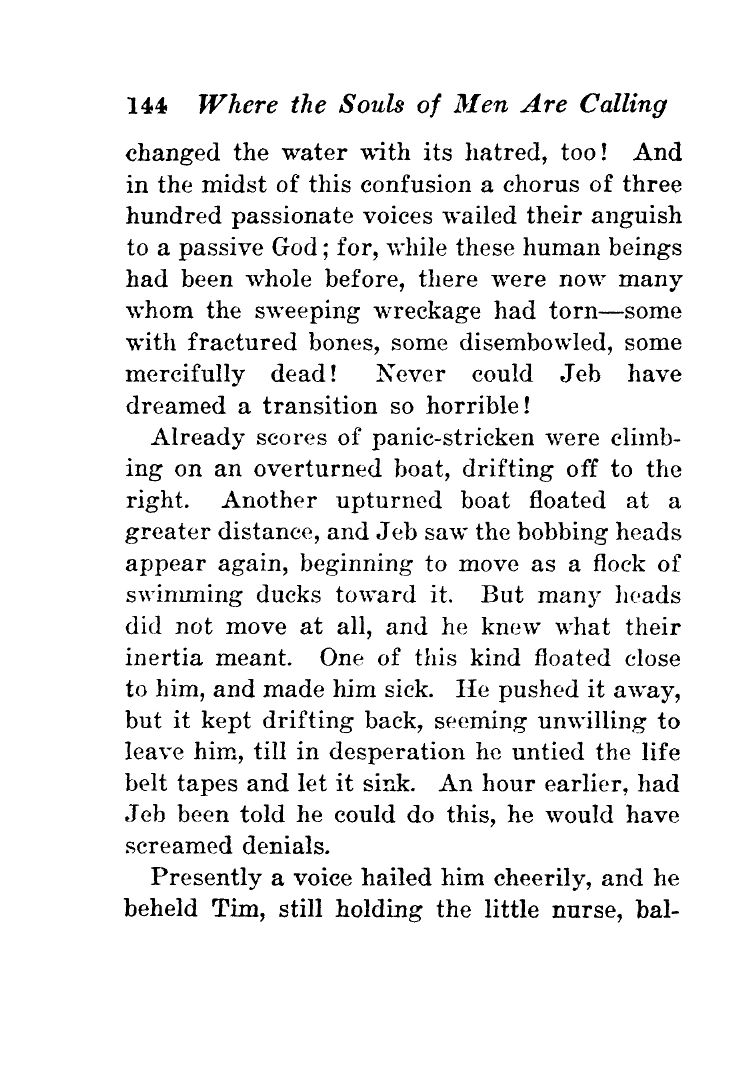 144 Where the Souls of Men Are Calling
changed the water with its hatred, too! And
in the midst of this confusion a chorus of three
hundred passionate voices wailed their anguish
to a passive God; for, while these human beings
had been whole before, there were now many
whom the sweeping wreckage had torn—some
with fractured bones, some disembowled, some
mercifully dead! Never could Jeb have
dreamed a transition so horrible!
Already scores of panic-stricken were climb-
ing on an overturned boat, drifting off to the
right. Another upturned boat floated at a
greater distance, and Jeb saw the bobbing heads
appear again, beginning to move as a flock of
swimming ducks toward it. But many heads
did not move at all, and he knew what their
inertia meant. One of this kind floated close
to him, and made him sick. He pushed it away,
but it kept drifting back, seeming unwilling to
leave him, till in desperation he untied the life
belt tapes and let it sink. An hour earlier, had
Jeb been told he could do this, he would have
screamed denials.
Presently a voice hailed him cheerily, and he
beheld Tim, still holding the little nurse, bal-